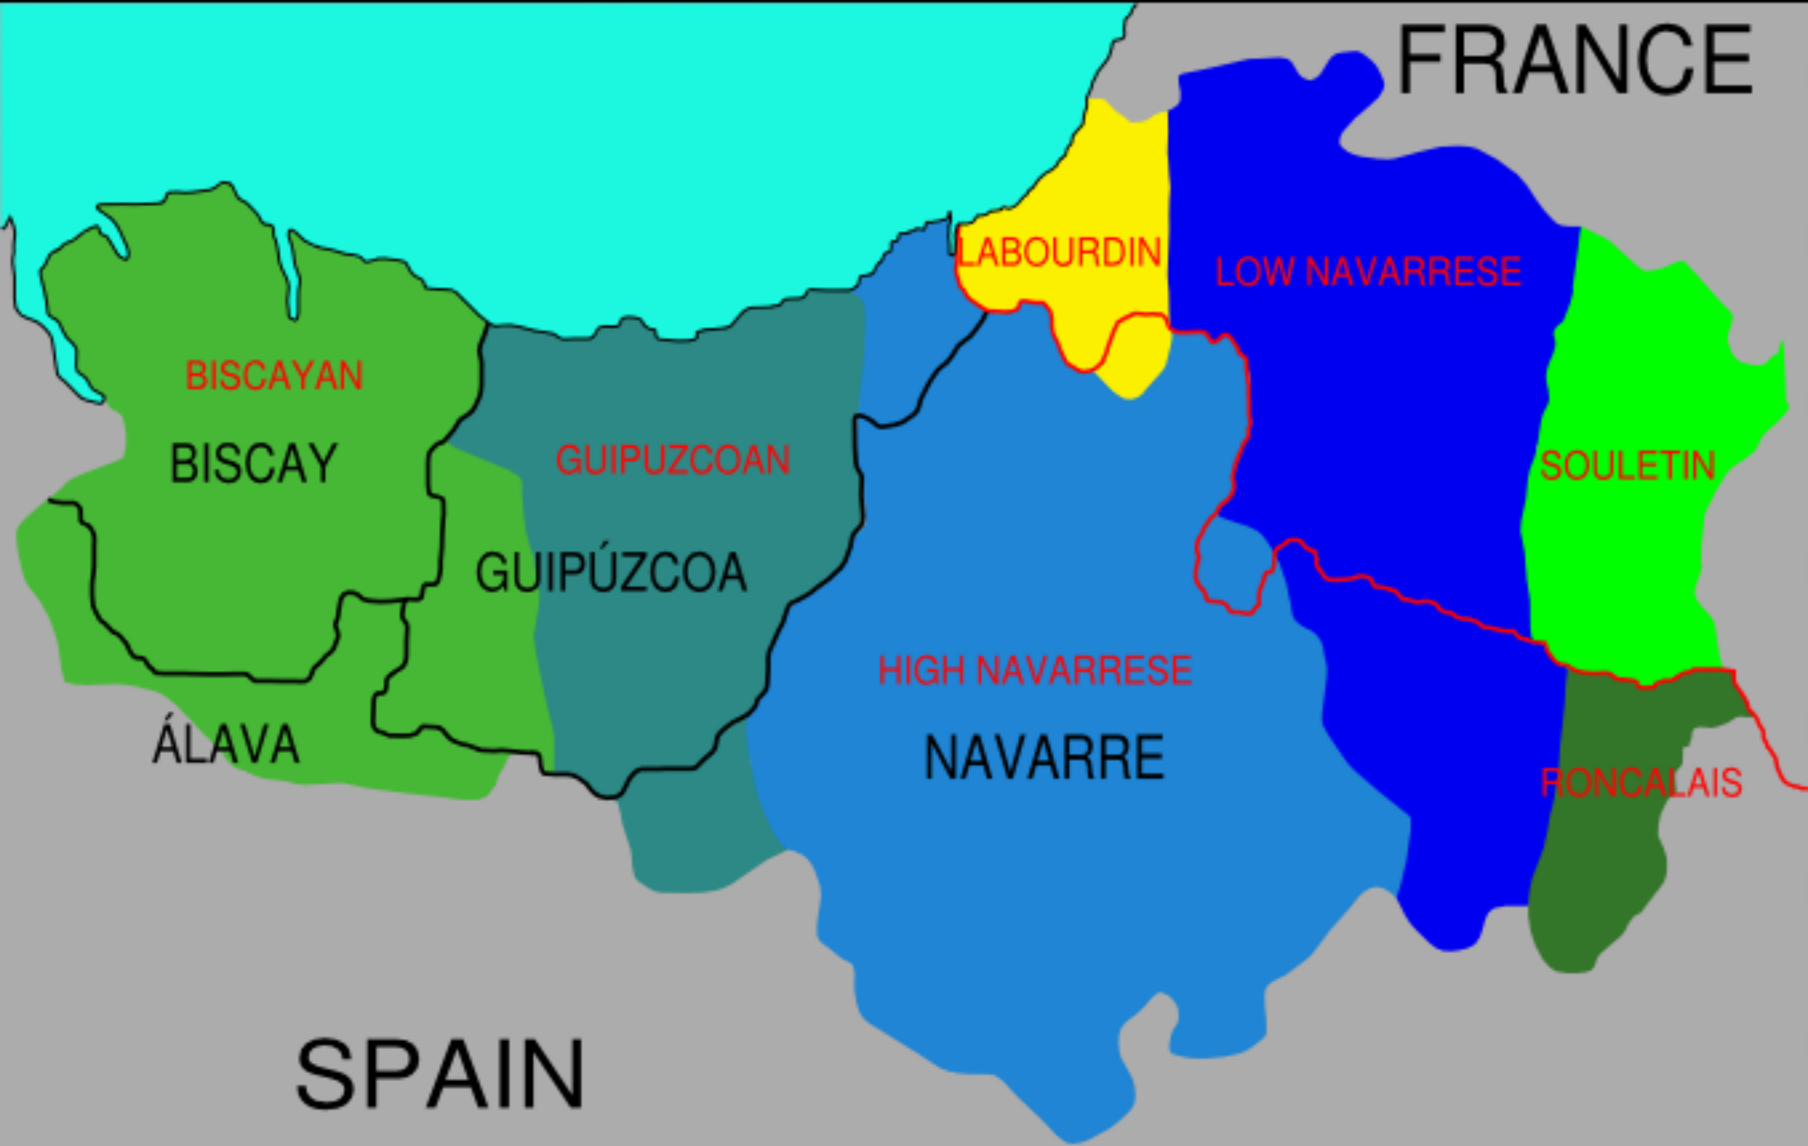 FRANCE
LABOURDIN
LOW NAVARRESE
BISCAYAN
BISCAY
GUIPUZCOAN
SOULETIN
GUIPÚZCOA
HIGH NAVARRESE
ÁLAVA
NAVARRE
RONCALAIS
SPAIN